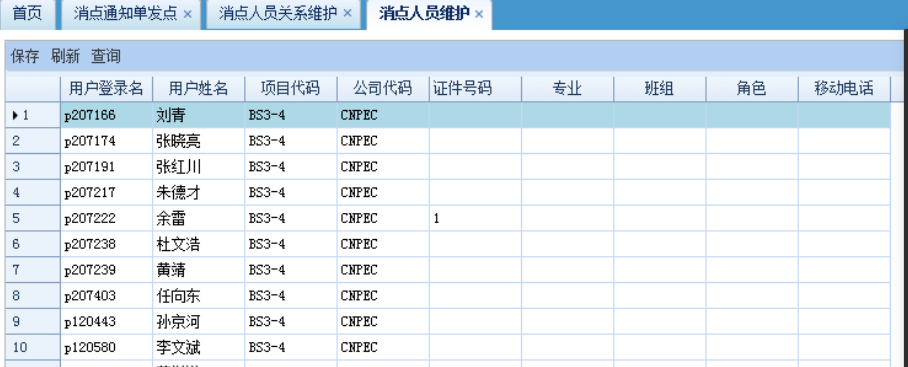 首页 消点通知单发点 × 消点人员关系维护 × 消点人员维护 ×
保存 刷新 查询
用户登录名 用户姓名 项目代码 公司代码 证件号码 专业 班组 角色 移动电话
1 p207166 刘青 BS3-4 CNPEC
2 p207174 张晓亮 BS3-4 CNPEC
3 p207191 张红川 BS3-4 CNPEC
4 p207217 朱德才 BS3-4 CNPEC
5 p207222 余雷 BS3-4 CNPEC 1
6 p207238 杜文浩 BS3-4 CNPEC
7 p207239 黄靖 BS3-4 CNPEC
8 p207403 任向东 BS3-4 CNPEC
9 p120443 孙京河 BS3-4 CNPEC
10 p120580 李文斌 BS3-4 CNPEC